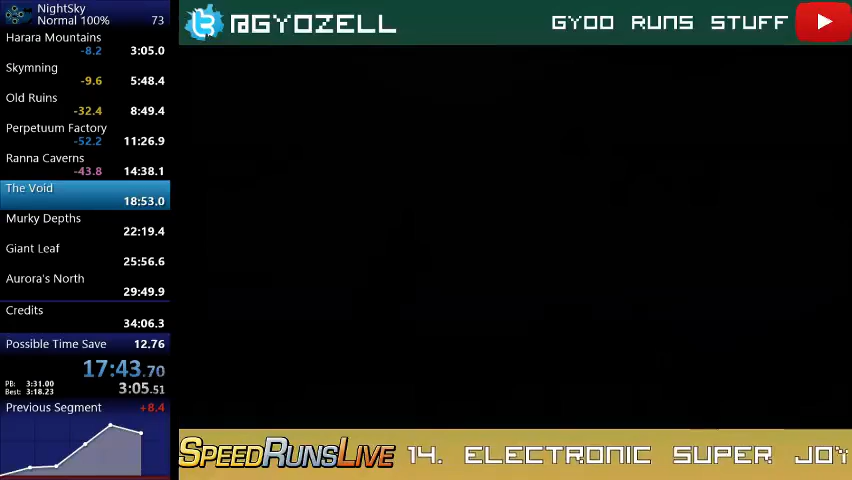 NightSky
Normal 100% 73
Harara Mountains
-8.2 3:05.0
Skymning
-9.6 5:48.4
Old Ruins
-32.4 8:49.4
Perpetuum Factory
-52.2 11:26.9
Ranna Caverns
-43.8 14:38.1
The Void
18:53.0
Murky Depths
22:19.4
Giant Leaf
25:56.6
Aurora's North
29:49.9
Credits
34:06.3
Possible Time Save 12.76
17:43.70
PB: 3:31.00
Best: 3:18.23
3:05.51
Previous Segment +8.4
@GYOZELL
GYOO RUNS STUFF
SPEEDRUNSLIVE
14. ELECTRONIC SUPER JOY